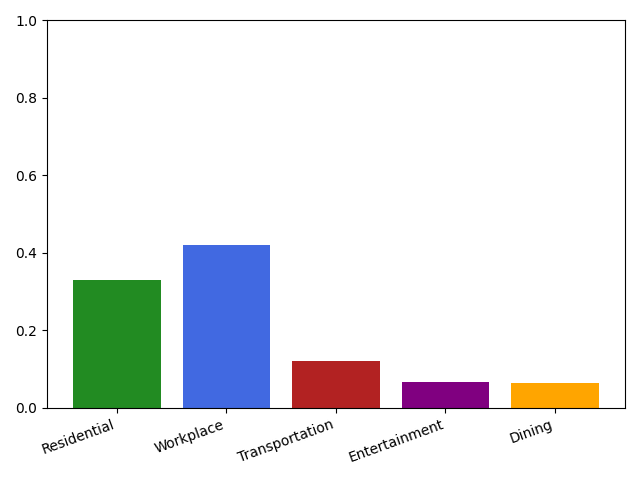 1.0
0.8
0.6
0.4
0.2
0.0
Residential
Workplace
Transportation
Entertainment
Dining